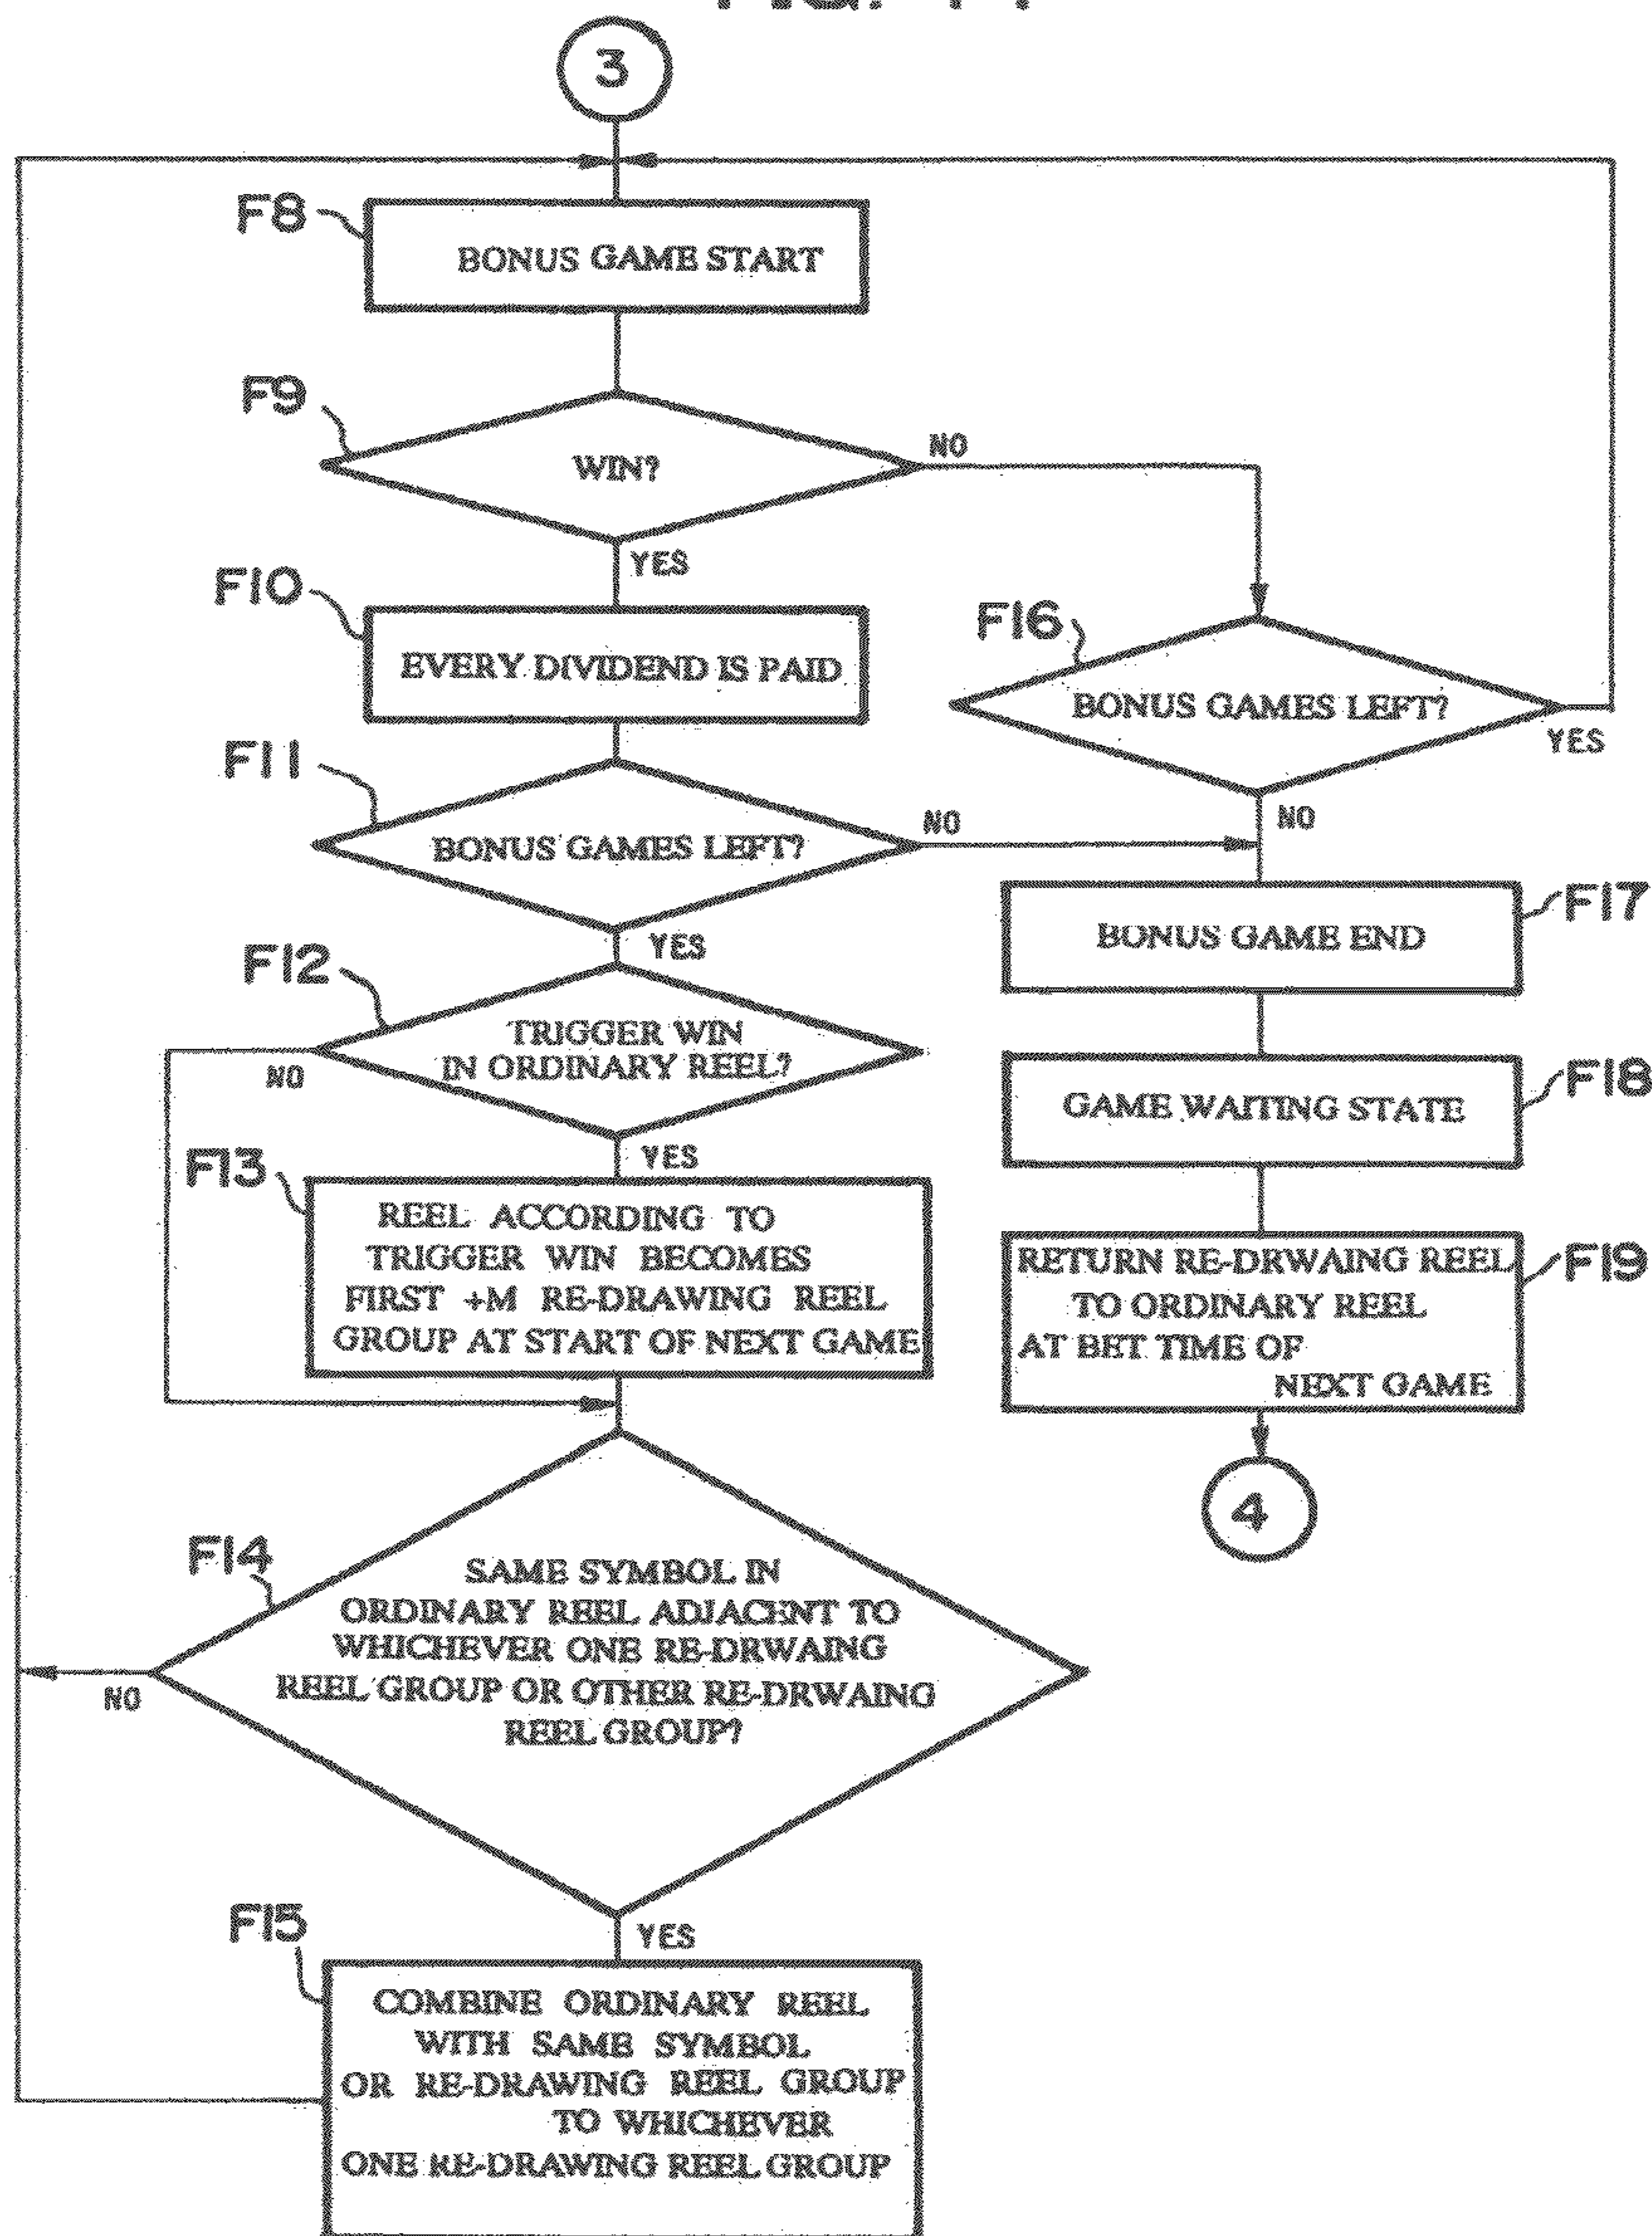 3
F8
BONUS GAME START
F9
WIN?
NO
YES
F10
EVERY DIVIDEND IS PAID
F16
BONUS GAMES LEFT?
YES
NO
F11
BONUS GAMES LEFT?
NO
YES
F17
BONUS GAME END
F12
TRIGGER WIN
IN ORDINARY REEL?
NO
YES
F18
GAME WAITING STATE
F13
REEL ACCORDING TO
TRIGGER WIN BECOMES
FIRST +M RE-DRAWING REEL
GROUP AT START OF NEXT GAME
F19
RETURN RE-DRWAING REEL
TO ORDINARY REEL
AT BET TIME OF
NEXT GAME
4
F14
SAME SYMBOL IN
ORDINARY REEL ADJACENT TO
WHICHEVER ONE RE-DRWAING
REEL GROUP OR OTHER RE-DRWAING
REEL GROUP?
NO
YES
F15
COMBINE ORDINARY REEL
WITH SAME SYMBOL
OR RE-DRAWING REEL GROUP
TO WHICHEVER
ONE RE-DRAWING REEL GROUP